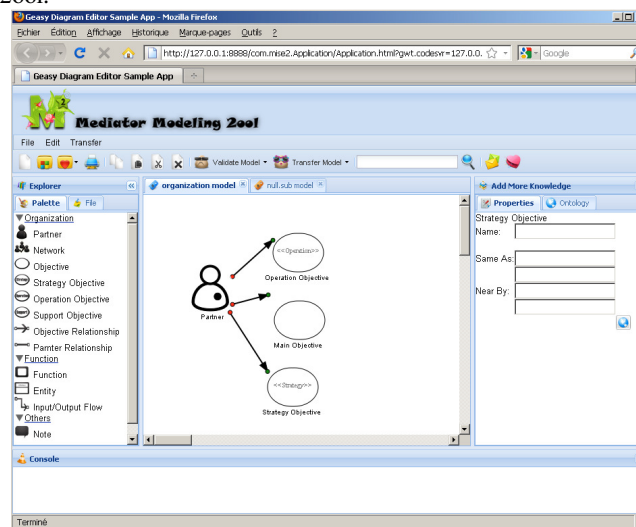 2ool.
Geasy Diagram Editor Sample App - Mozilla Firefox
Fichier Édition Affichage Historique Marque-pages Outils ?
http://127.0.0.1:8888/com.mise2.Application/Application.html?gwt.codesvr=127.0.0. Google
Geasy Diagram Editor Sample App
M 2 Mediator Modeling 2ool
File Edit Transfer
Validate Model Transfer Model
Explorer
organization model
null.sub model
Add More Knowledge
Palette File
Properties Ontology
Organization
Partner
Network
Objective
Strategy Objective
Operation Objective
Support Objective
Objective Relationship
Pamter Relationship
Function
Function
Entity
Input/Output Flow
Others
Note
<<Operation>>
Operation Objective
Partner
Main Objective
<<Strategy>>
Strategy Objective
Strategy Objective
Name:
Same As:
Near By:
Console
Terminé